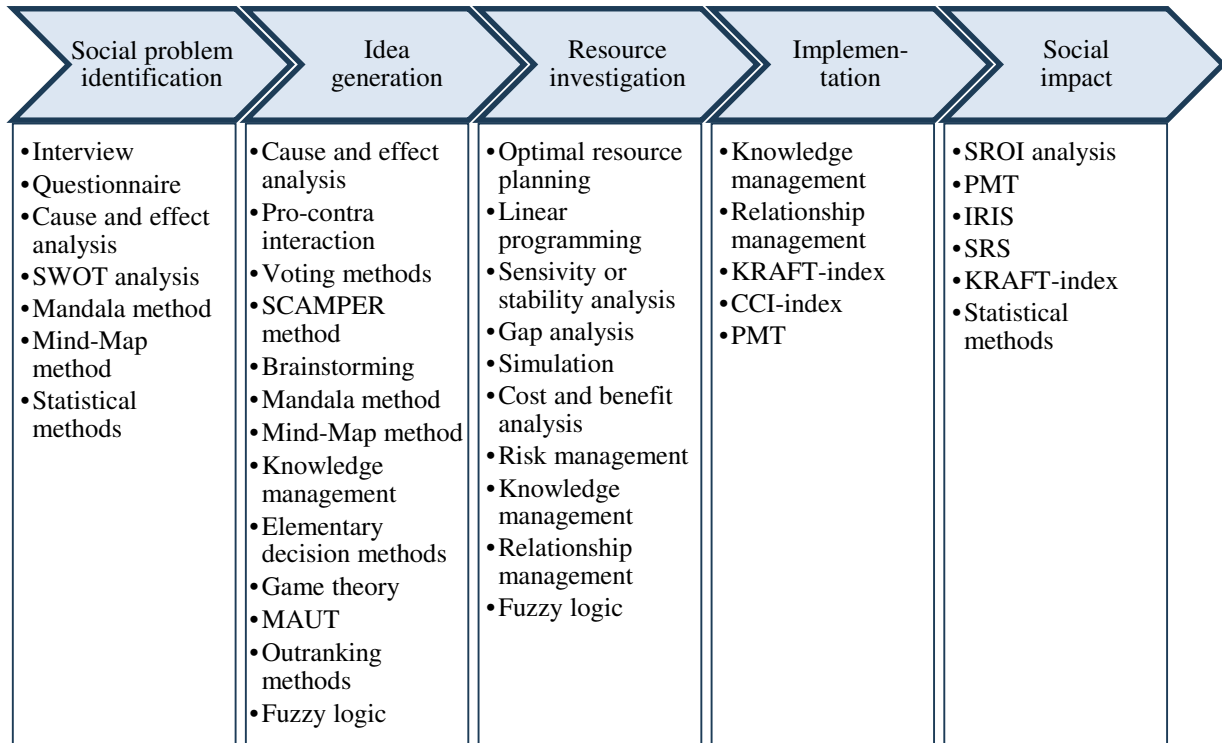 Social problem
identification
Idea
generation
Resource
investigation
Implemen-
tation
Social
impact
•Interview
•Questionnaire
•Cause and effect
analysis
•SWOT analysis
•Mandala method
•Mind-Map
method
•Statistical
methods
•Cause and effect
analysis
•Pro-contra
interaction
•Voting methods
•SCAMPER
method
•Brainstorming
•Mandala method
•Mind-Map method
•Knowledge
management
•Elementary
decision methods
•Game theory
•MAUT
•Outranking
methods
•Fuzzy logic
•Optimal resource
planning
•Linear
programming
•Sensivity or
stability analysis
•Gap analysis
•Simulation
•Cost and benefit
analysis
•Risk management
•Knowledge
management
•Relationship
management
•Fuzzy logic
•Knowledge
management
•Relationship
management
•KRAFT-index
•CCI-index
•PMT
•SROI analysis
•PMT
•IRIS
•SRS
•KRAFT-index
•Statistical
methods